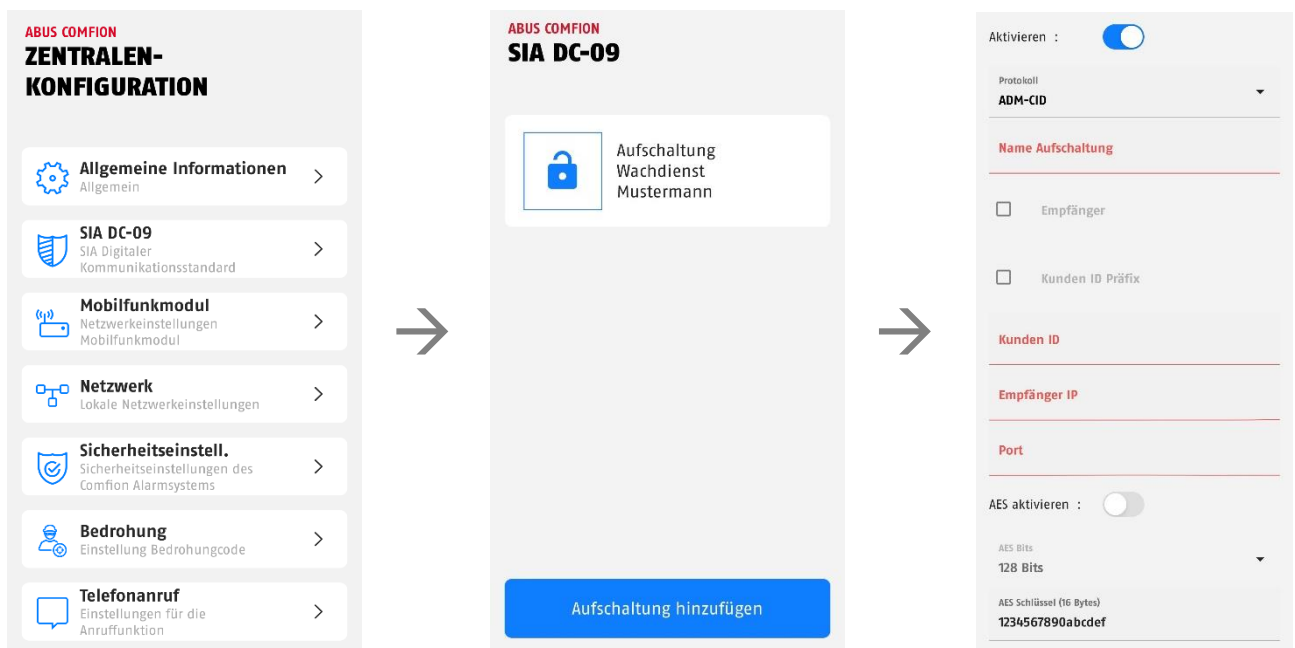 ABUS COMFION
ZENTRALEN-
KONFIGURATION
Allgemeine Informationen
Allgemein
SIA DC-09
SIA Digitaler
Kommunikationsstandard
Mobilfunkmodul
Netzwerkeinstellungen
Mobilfunkmodul
Netzwerk
Lokale Netzwerkeinstellungen
Sicherheitseinstell.
Sicherheitseinstellungen des
Comfion Alarmsystems
Bedrohung
Einstellung Bedrohungcode
Telefonanruf
Einstellungen für die
Anruffunktion
ABUS COMFION
SIA DC-09
Aufschaltung
Wachdienst
Mustermann
Aufschaltung hinzufügen
Aktivieren :
Protokoll
ADM-CID
Name Aufschaltung
Empfänger
Kunden ID Präfix
Kunden ID
Empfänger IP
Port
AES aktivieren :
AES Bits
128 Bits
AES Schlüssel (16 Bytes)
1234567890abcdef